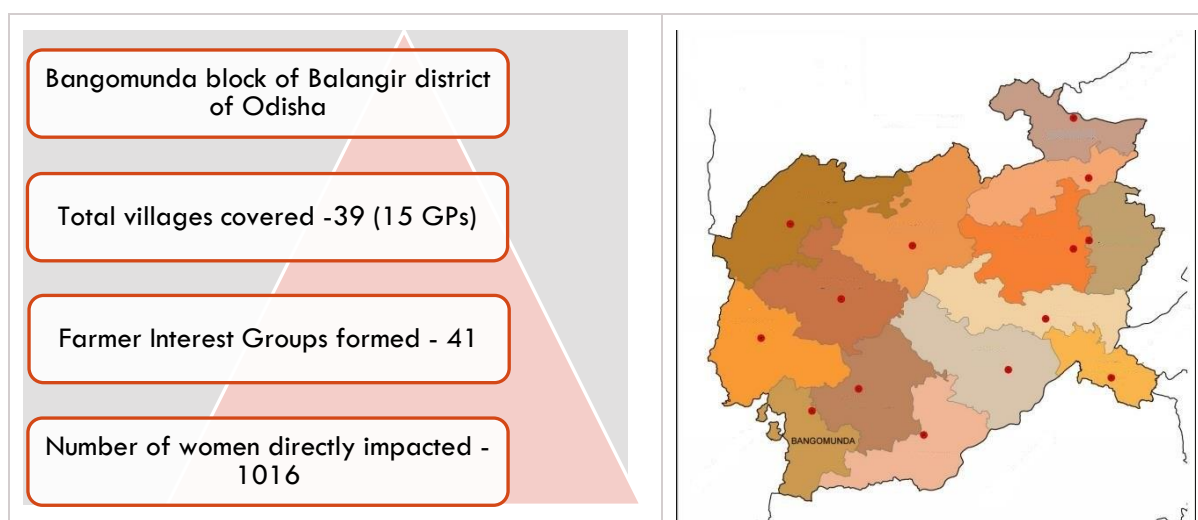 Bangomunda block of Balangir district
of Odisha
Total villages covered -39 (15 GPs)
Farmer Interest Groups formed - 41
Number of women directly impacted -
1016
BANGOMUNDA